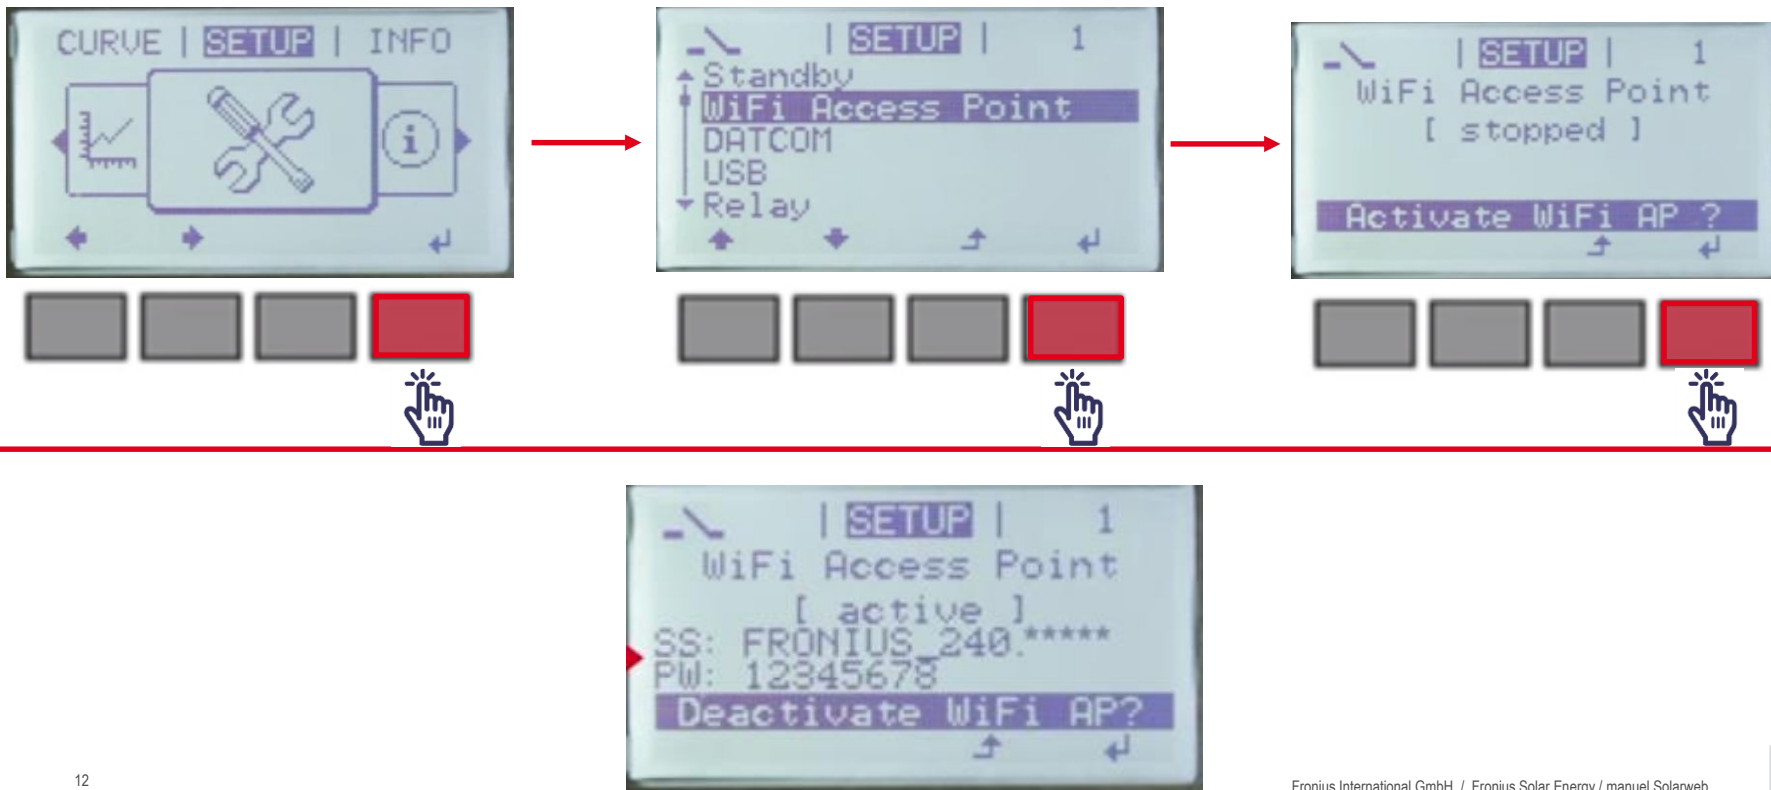 CURVE | SETUP | INFO
| SETUP | 1
Standby
WiFi Access Point
DATCOM
USB
Relay
| SETUP | 1
WiFi Access Point
[ stopped ]
Activate WiFi AP ?
| SETUP | 1
WiFi Access Point
[ active ]
SS: FRONIUS_240.*****
PW: 12345678
Deactivate WiFi AP?
12
Fronius International GmbH / Fronius Solar Energy / manuel Solarweb